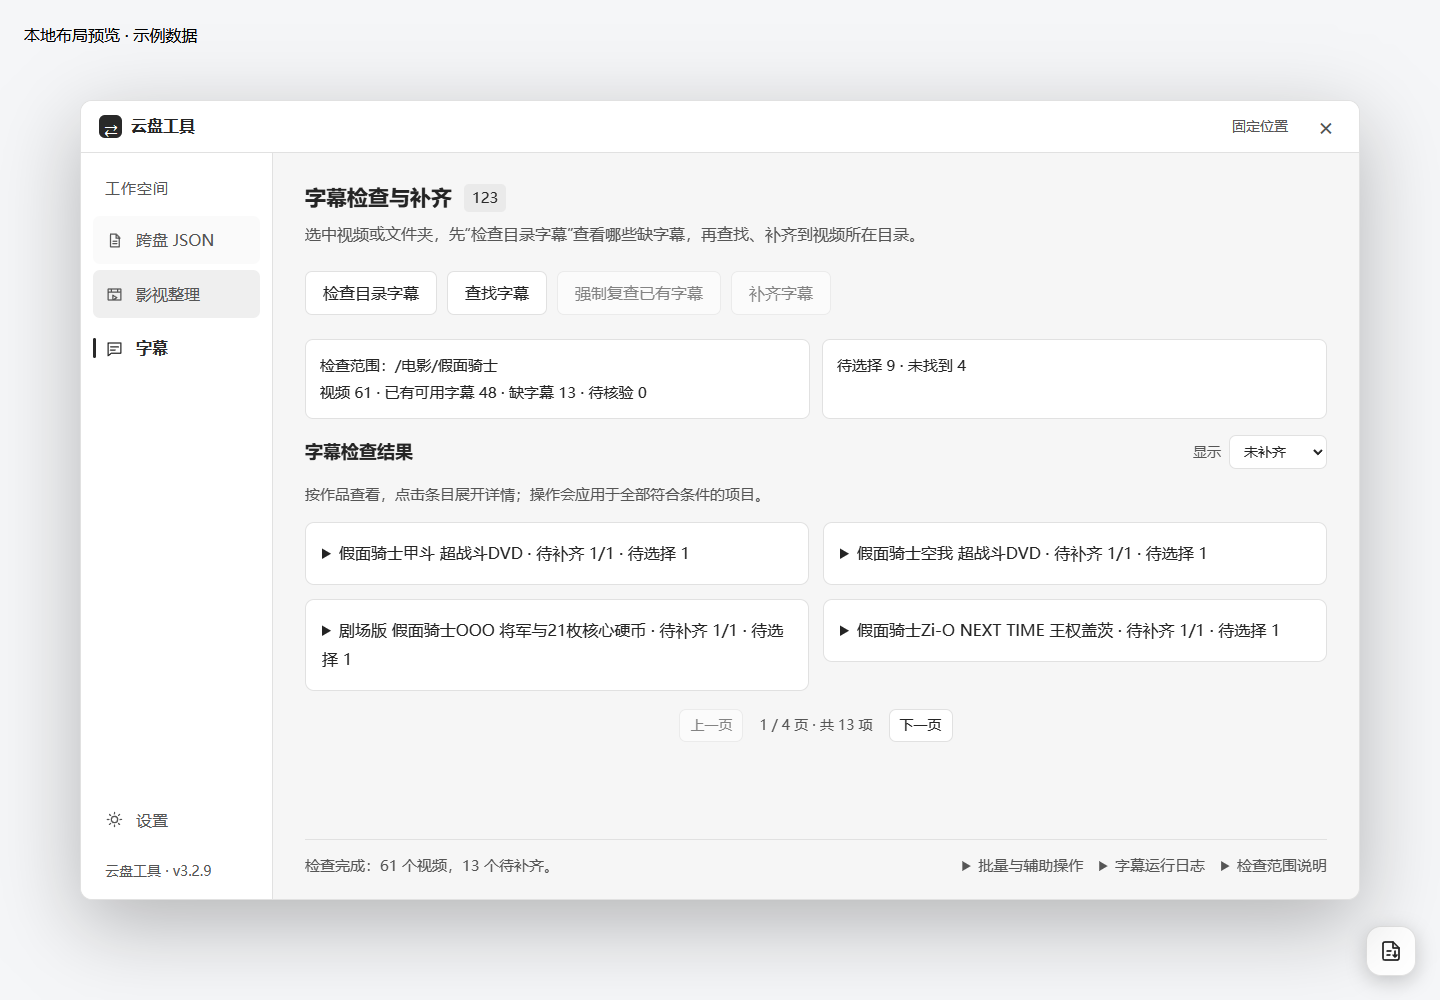 本地布局预览 · 示例数据
云盘工具
固定位置
×
工作空间
跨盘 JSON
影视整理
字幕
设置
云盘工具 · v3.2.9
字幕检查与补齐 123
选中视频或文件夹，先“检查目录字幕”查看哪些缺字幕，再查找、补齐到视频所在目录。
检查目录字幕
查找字幕
强制复查已有字幕
补齐字幕
检查范围：/电影/假面骑士
视频 61 · 已有可用字幕 48 · 缺字幕 13 · 待核验 0
待选择 9 · 未找到 4
字幕检查结果
显示 未补齐
按作品查看，点击条目展开详情；操作会应用于全部符合条件的项目。
▶ 假面骑士甲斗 超战斗DVD · 待补齐 1/1 · 待选择 1
▶ 假面骑士空我 超战斗DVD · 待补齐 1/1 · 待选择 1
▶ 剧场版 假面骑士OOO 将军与21枚核心硬币 · 待补齐 1/1 · 待选
择 1
▶ 假面骑士Zi-O NEXT TIME 王权盖茨 · 待补齐 1/1 · 待选择 1
上一页
1 / 4 页 · 共 13 项
下一页
检查完成：61 个视频，13 个待补齐。
▶ 批量与辅助操作
▶ 字幕运行日志
▶ 检查范围说明